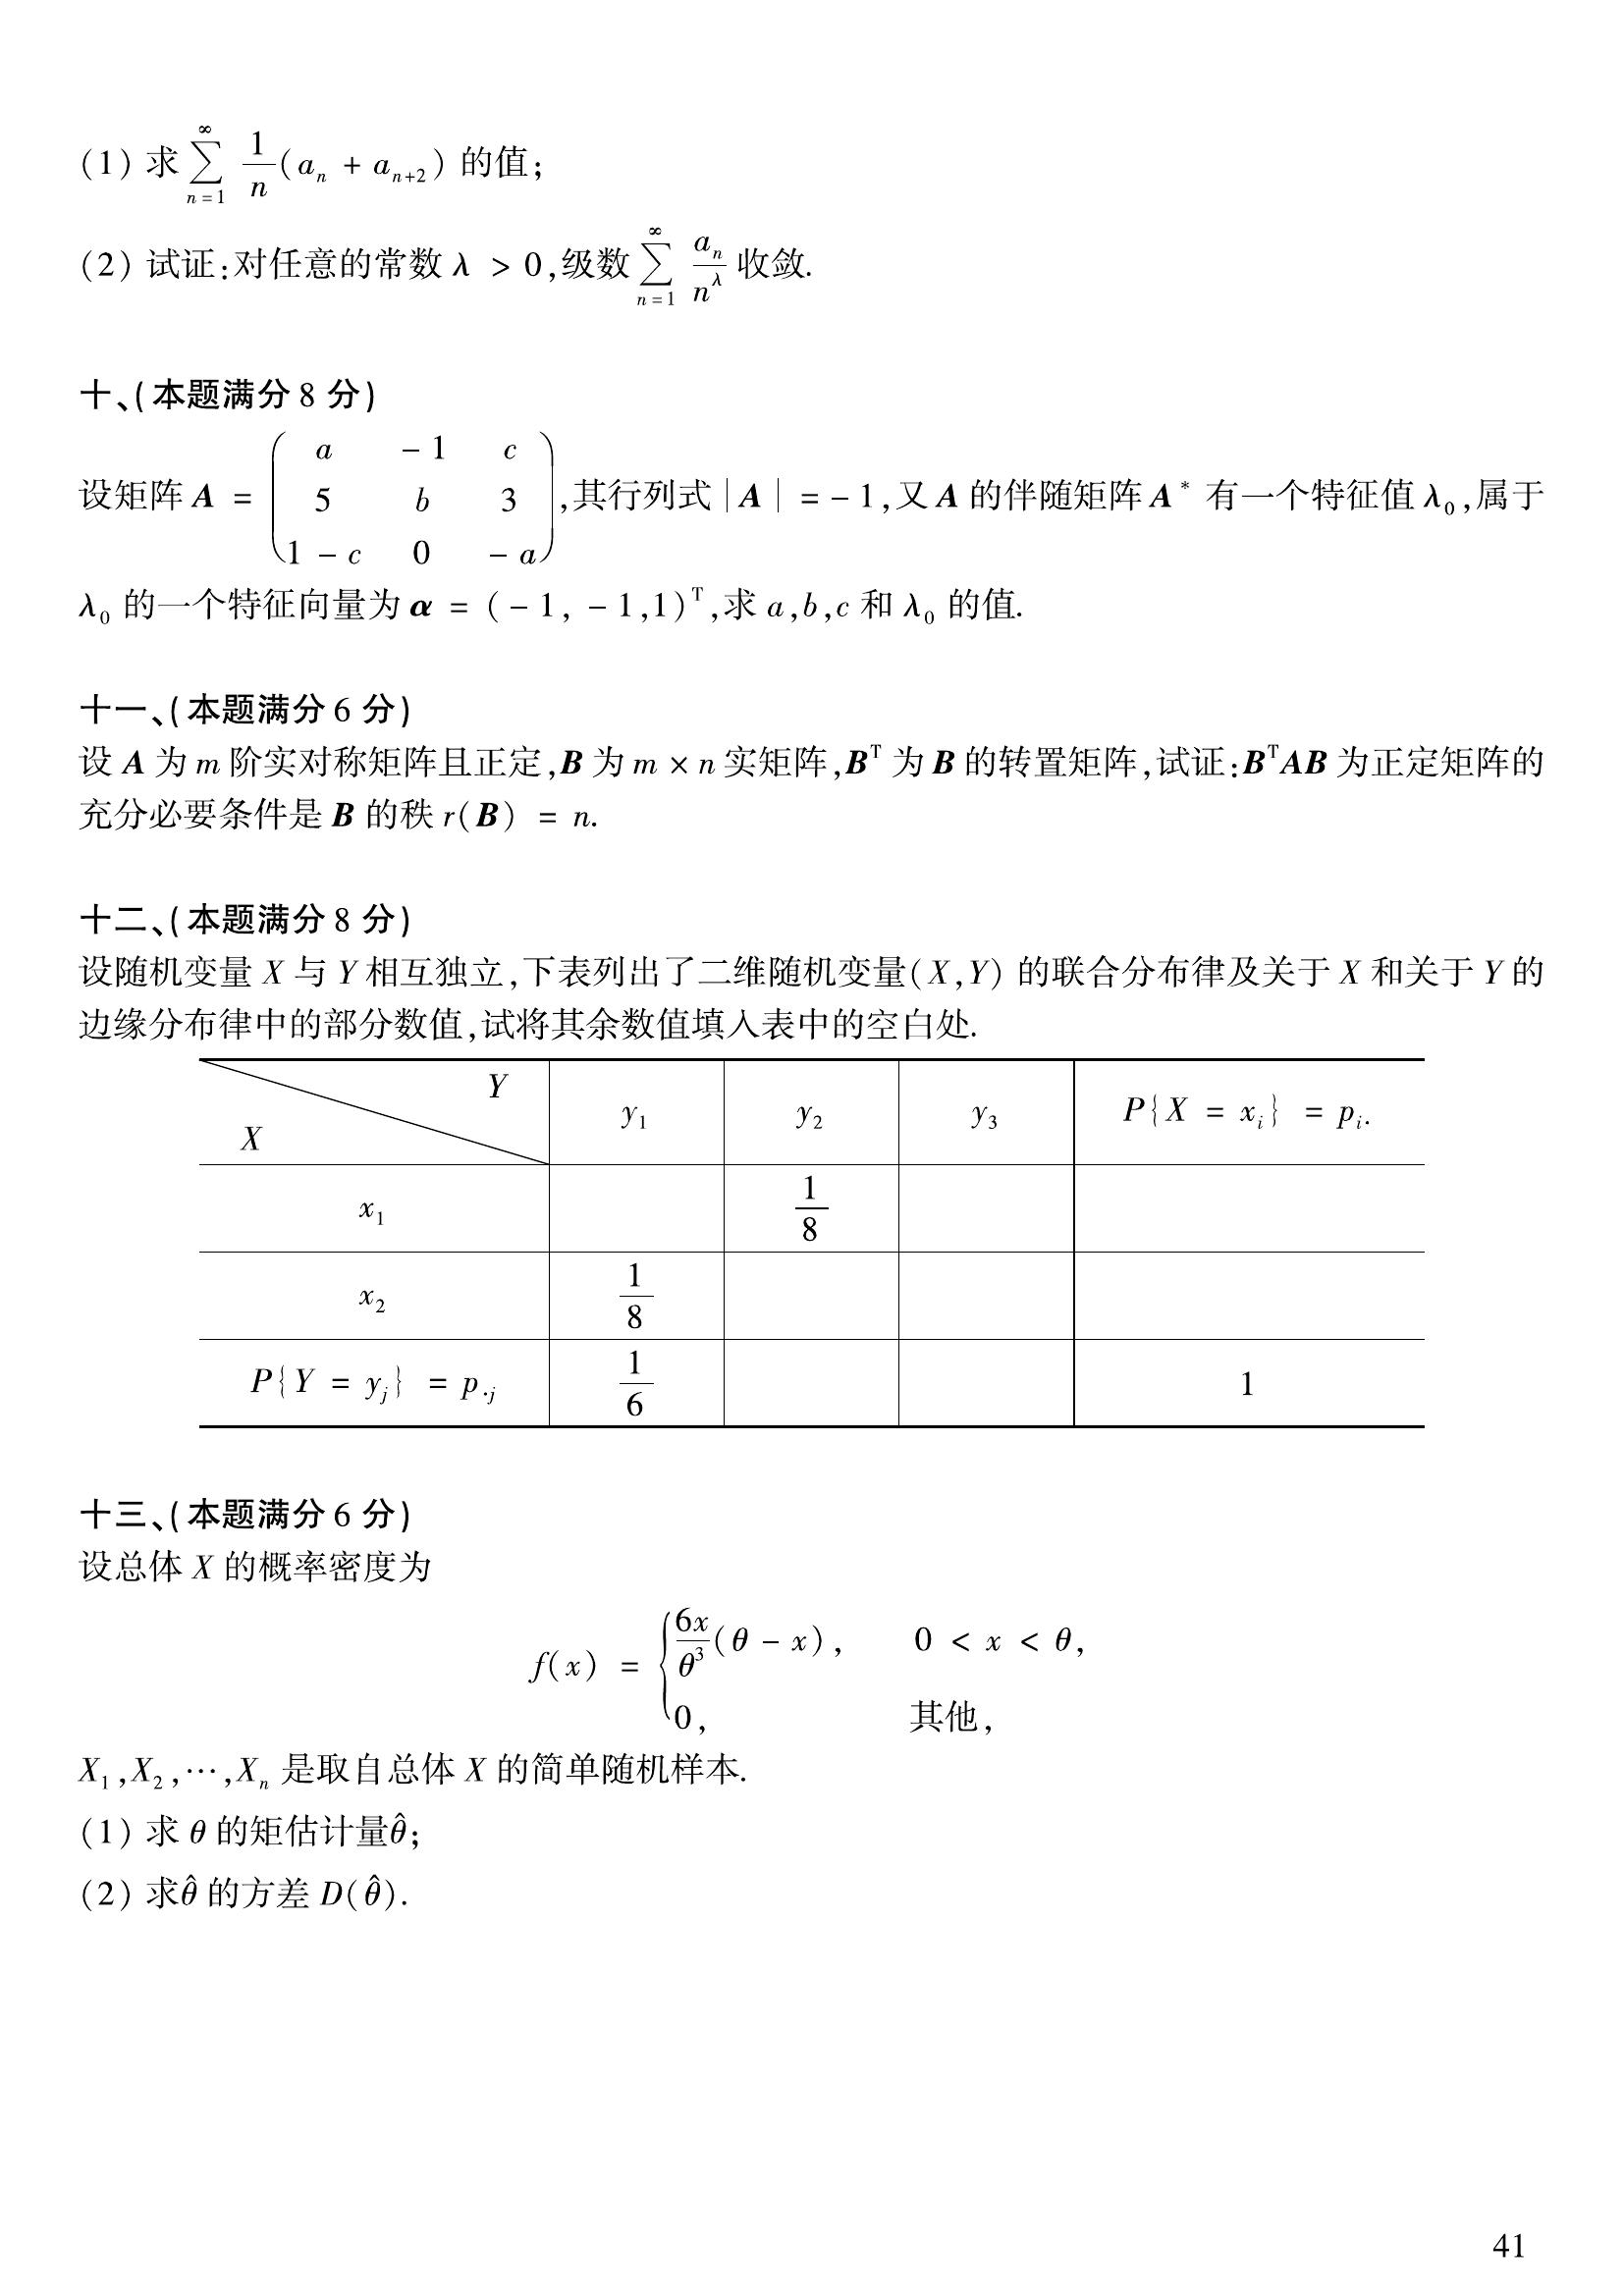 (1) 求 $\sum_{n=1}^{\infty} \frac{1}{n}(a_n + a_{n+2})$ 的值;
(2) 试证:对任意的常数 λ > 0,级数 $\sum_{n=1}^{\infty} \frac{a_n}{n^{\lambda}}$ 收敛.
十、(本题满分 8 分)
设矩阵 $\boldsymbol{A} = \begin{pmatrix} a & -1 & c \\ 5 & b & 3 \\ 1-c & 0 & -a \end{pmatrix}$,其行列式 $|\boldsymbol{A}| = -1$,又 $\boldsymbol{A}$ 的伴随矩阵 $\boldsymbol{A}^*$ 有一个特征值 $\lambda_0$,属于
$\lambda_0$ 的一个特征向量为 $\boldsymbol{\alpha} = (-1,-1,1)^{\mathrm{T}}$,求 a,b,c 和 $\lambda_0$ 的值.
十一、(本题满分 6 分)
设 $\boldsymbol{A}$ 为 m 阶实对称矩阵且正定,$\boldsymbol{B}$ 为 m × n 实矩阵,$\boldsymbol{B}^{\mathrm{T}}$ 为 $\boldsymbol{B}$ 的转置矩阵,试证:$\boldsymbol{B}^{\mathrm{T}}\boldsymbol{A}\boldsymbol{B}$ 为正定矩阵的
充分必要条件是 $\boldsymbol{B}$ 的秩 $r(\boldsymbol{B}) = n$.
十二、(本题满分 8 分)
设随机变量 X 与 Y 相互独立,下表列出了二维随机变量(X,Y) 的联合分布律及关于 X 和关于 Y 的
边缘分布律中的部分数值,试将其余数值填入表中的空白处.
X Y $y_1$ $y_2$ $y_3$ $P\{X = x_i\} = p_{i\cdot}$
$x_1$ $\frac{1}{8}$
$x_2$ $\frac{1}{8}$
$P\{Y = y_j\} = p_{\cdot j}$ $\frac{1}{6}$ 1
十三、(本题满分 6 分)
设总体 X 的概率密度为
$f(x) = \begin{cases} \frac{6x}{\theta^3}(\theta - x), & 0 < x < \theta, \\ 0, & 其他, \end{cases}$
$X_1,X_2,\cdots,X_n$ 是取自总体 X 的简单随机样本.
(1) 求 θ 的矩估计量 $\hat{\theta}$;
(2) 求 $\hat{\theta}$ 的方差 $D(\hat{\theta})$.
41